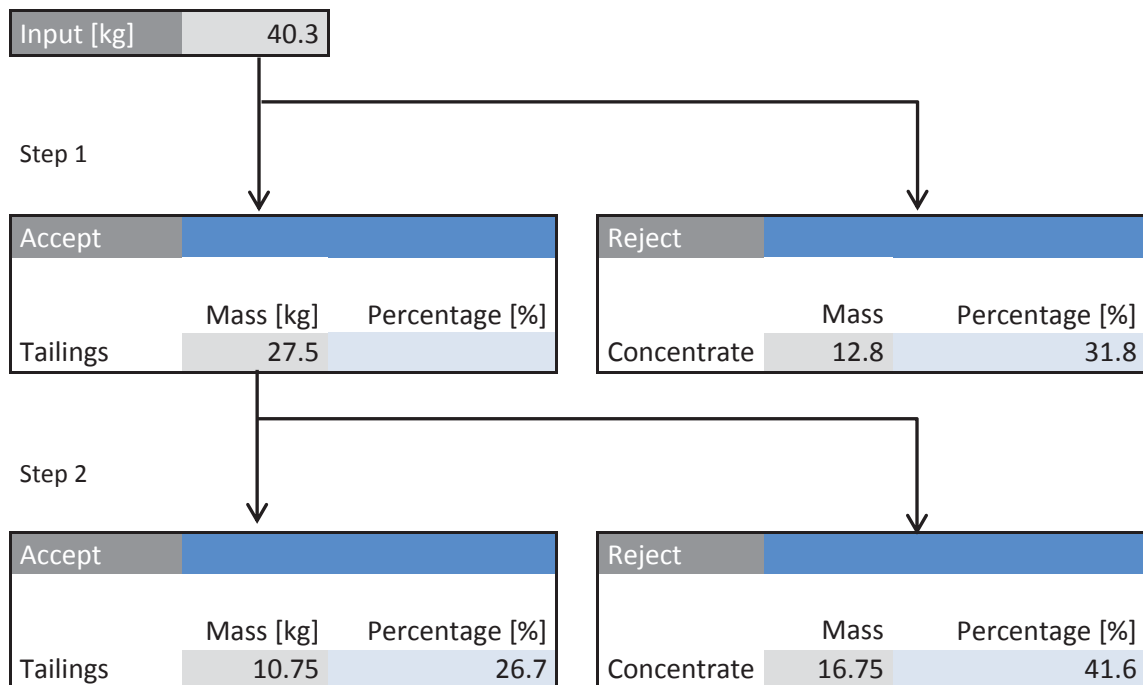 Input [kg] 40.3
Step 1
Accept
Mass [kg] Percentage [%]
Tailings 27.5
Reject
Mass Percentage [%]
Concentrate 12.8 31.8
Step 2
Accept
Mass [kg] Percentage [%]
Tailings 10.75 26.7
Reject
Mass Percentage [%]
Concentrate 16.75 41.6